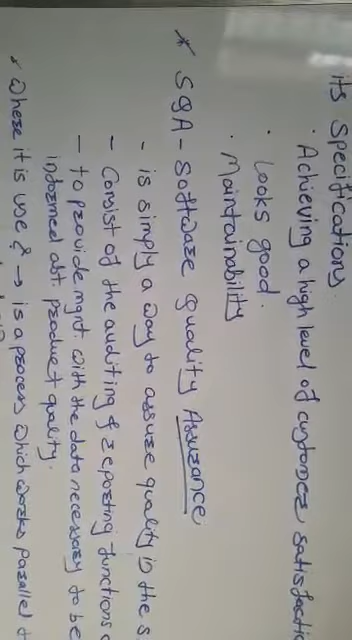 its Specifications
· Achieving a high level of customer satisfactio
· Looks good.
· Maintainability
* SQA - Software Quality Assurance
- is simply a way to assure quality in the s
- Consist of the auditing & reporting functions o
- to provide mgnt. with the data necessary to be
informed abt. product quality.
✓ Where it is use & → is a process which works parallel t